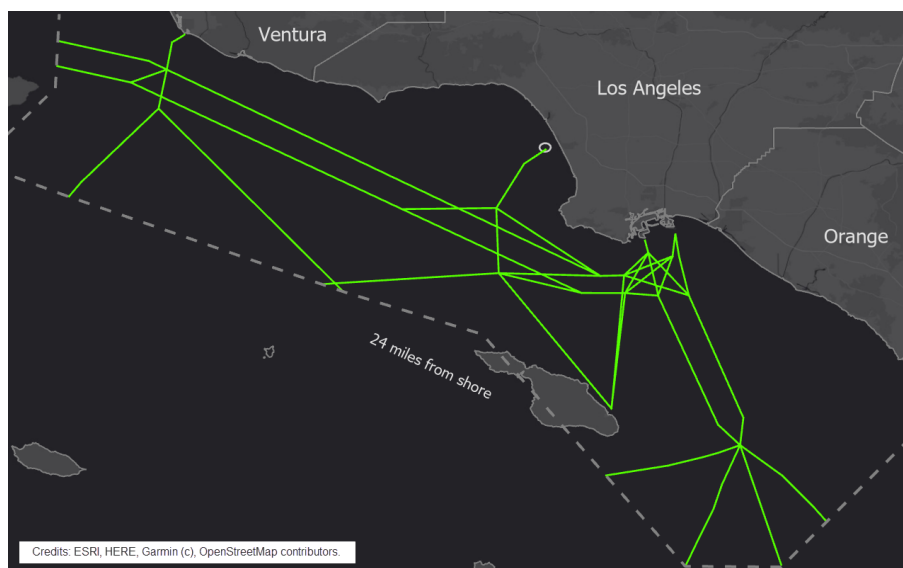 Ventura
Los Angeles
Orange
24 miles from shore
Credits: ESRI, HERE, Garmin (c), OpenStreetMap contributors.